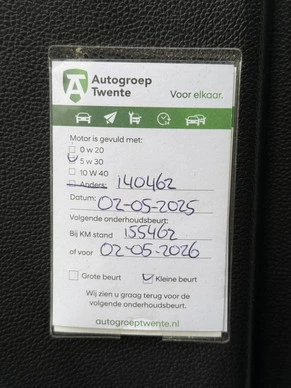 Autogroep
Twente
Voor elkaar.
Motor is gevuld met:
0 w 20
5 w 30
10 W 40
Anders: 140462
Datum: 02-05-2025
Volgende onderhoudsbeurt:
Bij KM stand 155462
of voor 02-05-2026
Grote beurt Kleine beurt
Wij zien u graag terug voor de
volgende onderhoudsbeurt.
autogroeptwente.nl